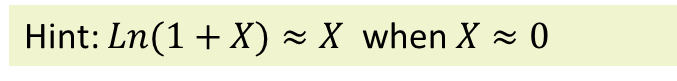 Hint: Ln(1 + X) ≈ X when X ≈ 0